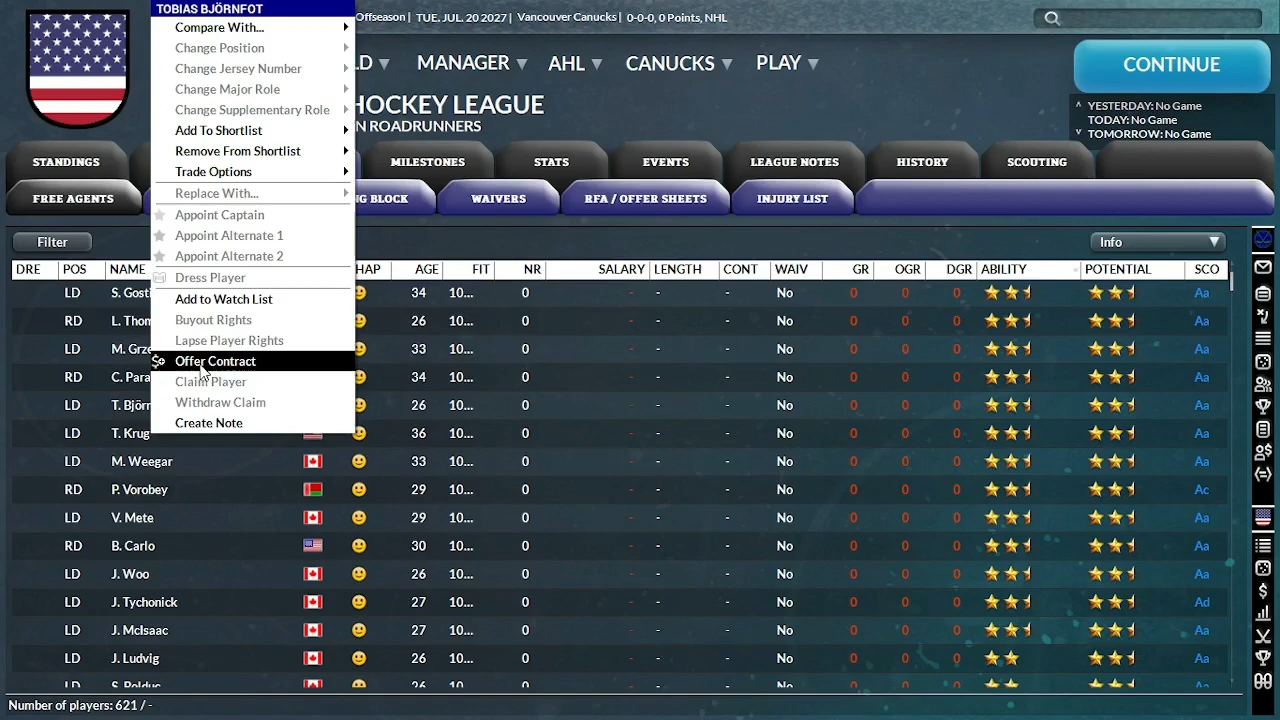 TOBIAS BJÖRNFOT
Offseason | TUE. JUL. 20 2027 | Vancouver Canucks | 0-0-0, 0 Points, NHL
MANAGER AHL CANUCKS PLAY
CONTINUE
HOCKEY LEAGUE
ROADRUNNERS
YESTERDAY: No Game
TODAY: No Game
TOMORROW: No Game
Compare With...
Change Position
Change Jersey Number
Change Major Role
Change Supplementary Role
Add To Shortlist
Remove From Shortlist
Trade Options
Replace With...
Appoint Captain
Appoint Alternate 1
Appoint Alternate 2
Dress Player
Add to Watch List
Buyout Rights
Lapse Player Rights
Offer Contract
Claim Player
Withdraw Claim
Create Note
STANDINGS MILESTONES STATS EVENTS LEAGUE NOTES HISTORY SCOUTING
FREE AGENTS BLOCK WAIVERS RFA / OFFER SHEETS INJURY LIST
Filter Info
DRE POS NAME HAP AGE FIT NR SALARY LENGTH CONT WAIV GR OGR DGR ABILITY POTENTIAL SCO
LD 34 10... 0 - - - No 0 0 0 Aa
RD 26 10... 0 - - - No 0 0 0 Aa
LD 33 10... 0 - - - No 0 0 0 Aa
RD 34 10... 0 - - - No 0 0 0 Aa
LD 26 10... 0 - - - No 0 0 0 Aa
LD T. Krug 36 10... 0 - - - No 0 0 0 Aa
LD M. Weegar 33 10... 0 - - - No 0 0 0 Aa
RD P. Vorobey 29 10... 0 - - - No 0 0 0 Ac
LD V. Mete 29 10... 0 - - - No 0 0 0 Aa
RD B. Carlo 30 10... 0 - - - No 0 0 0 Aa
LD J. Woo 26 10... 0 - - - No 0 0 0 Aa
LD J. Tychonick 27 10... 0 - - - No 0 0 0 Ad
LD J. McIsaac 27 10... 0 - - - No 0 0 0 Aa
LD J. Ludvig 26 10... 0 - - - No 0 0 0 Aa
Number of players: 621 / -